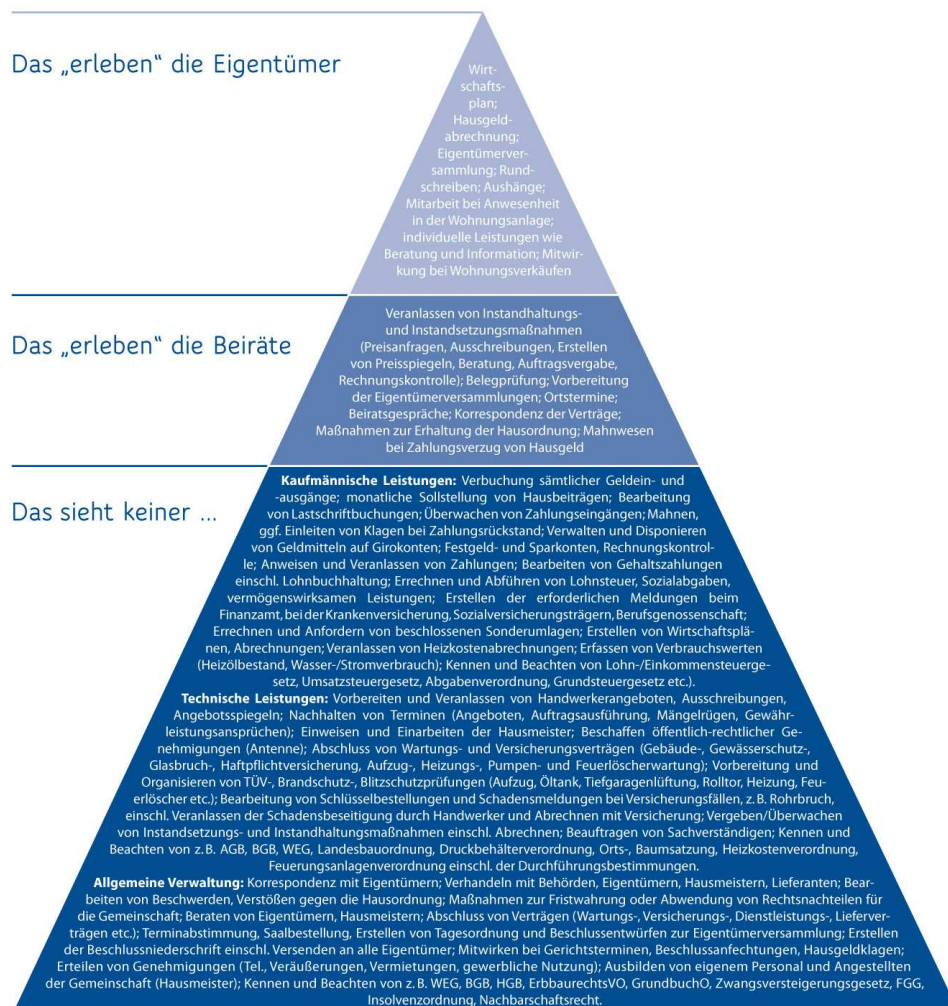 Das „erleben“ die Eigentümer
Wirt-
schafts-
plan;
Hausgeld-
abrechnung;
Eigentümerver-
sammlung; Rund-
schreiben; Aushänge;
Mitarbeit bei Anwesenheit
in der Wohnungsanlage;
individuelle Leistungen wie
Beratung und Information; Mitwir-
kung bei Wohnungsverkäufen
Das „erleben“ die Beiräte
Veranlassen von Instandhaltungs-
und Instandsetzungsmaßnahmen
(Preisanfragen, Ausschreibungen, Erstellen
von Preisspiegeln, Beratung, Auftragsvergabe,
Rechnungskontrolle); Belegprüfung; Vorbereitung
der Eigentümerversammlungen; Ortstermine;
Beiratsgespräche; Korrespondenz der Verträge;
Maßnahmen zur Erhaltung der Hausordnung; Mahnwesen
bei Zahlungsverzug von Hausgeld
Das sieht keiner ...
Kaufmännische Leistungen: Verbuchung sämtlicher Geldein- und
-ausgänge; monatliche Sollstellung von Hausbeiträgen; Bearbeitung
von Lastschriftbuchungen; Überwachen von Zahlungseingängen; Mahnen,
ggf. Einleiten von Klagen bei Zahlungsrückstand; Verwalten und Disponieren
von Geldmitteln auf Girokonten; Festgeld- und Sparkonten, Rechnungskontrol-
le; Anweisen und Veranlassen von Zahlungen; Bearbeiten von Gehaltszahlungen
einschl. Lohnbuchhaltung; Errechnen und Abführen von Lohnsteuer, Sozialabgaben,
vermögenswirksamen Leistungen; Erstellen der erforderlichen Meldungen beim
Finanzamt, bei der Krankenversicherung, Sozialversicherungsträgern, Berufsgenossenschaft;
Errechnen und Anfordern von beschlossenen Sonderumlagen; Erstellen von Wirtschaftsplä-
nen, Abrechnungen; Veranlassen von Heizkostenabrechnungen; Erfassen von Verbrauchswerten
(Heizölbestand, Wasser-/Stromverbrauch); Kennen und Beachten von Lohn-/Einkommensteuerge-
setz, Umsatzsteuergesetz, Abgabenverordnung, Grundsteuergesetz etc.).
Technische Leistungen: Vorbereiten und Veranlassen von Handwerkerangeboten, Ausschreibungen,
Angebotsspiegeln; Nachhalten von Terminen (Angeboten, Auftragsausführung, Mängelrügen, Gewähr-
leistungsansprüchen); Einweisen und Einarbeiten der Hausmeister; Beschaffen öffentlich-rechtlicher Ge-
nehmigungen (Antenne); Abschluss von Wartungs- und Versicherungsverträgen (Gebäude-, Gewässerschutz-,
Glasbruch-, Haftpflichtversicherung, Aufzug-, Heizungs-, Pumpen- und Feuerlöscherwartung); Vorbereitung und
Organisieren von TÜV-, Brandschutz-, Blitzschutzprüfungen (Aufzug, Öltank, Tiefgaragenlüftung, Rolltor, Heizung, Feu-
erlöscher etc.); Bearbeitung von Schlüsselbestellungen und Schadensmeldungen bei Versicherungsfällen, z. B. Rohrbruch,
einschl. Veranlassen der Schadensbeseitigung durch Handwerker und Abrechnen mit Versicherung; Vergeben/Überwachen
von Instandsetzungs- und Instandhaltungsmaßnahmen einschl. Abrechnen; Beauftragen von Sachverständigen; Kennen und
Beachten von z. B. AGB, BGB, WEG, Landesbauordnung, Druckbehälterverordnung, Orts-, Baumsatzung, Heizkostenverordnung,
Feuerungsanlagenverordnung einschl. der Durchführungsbestimmungen.
Allgemeine Verwaltung: Korrespondenz mit Eigentümern; Verhandeln mit Behörden, Eigentümern, Hausmeistern, Lieferanten; Bear-
beiten von Beschwerden, Verstößen gegen die Hausordnung; Maßnahmen zur Fristwahrung oder Abwendung von Rechtsnachteilen für
die Gemeinschaft; Beraten von Eigentümern, Hausmeistern; Abschluss von Verträgen (Wartungs-, Versicherungs-, Dienstleistungs-, Lieferver-
trägen etc.); Terminabstimmung, Saalbestellung, Erstellen von Tagesordnung und Beschlussentwürfen zur Eigentümerversammlung; Erstellen
der Beschlussniederschrift einschl. Versenden an alle Eigentümer; Mitwirken bei Gerichtsterminen, Beschlussanfechtungen, Hausgeldklagen;
Erteilen von Genehmigungen (Tel., Veräußerungen, Vermietungen, gewerbliche Nutzung); Ausbilden von eigenem Personal und Angestellten
der Gemeinschaft (Hausmeister); Kennen und Beachten von z. B. WEG, BGB, HGB, ErbbaurechtsVO, GrundbuchO, Zwangsversteigerungsgesetz, FGG,
Insolvenzordnung, Nachbarschaftsrecht.